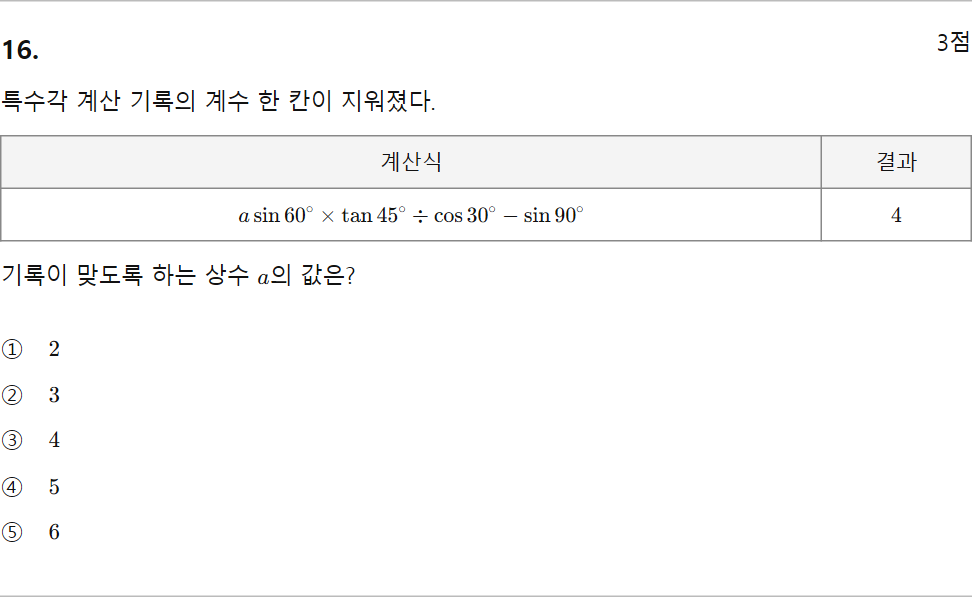 16.
3점
특수각 계산 기록의 계수 한 칸이 지워졌다.
계산식 결과
a sin 60° × tan 45° ÷ cos 30° − sin 90° 4
기록이 맞도록 하는 상수 a의 값은?
① 2
② 3
③ 4
④ 5
⑤ 6